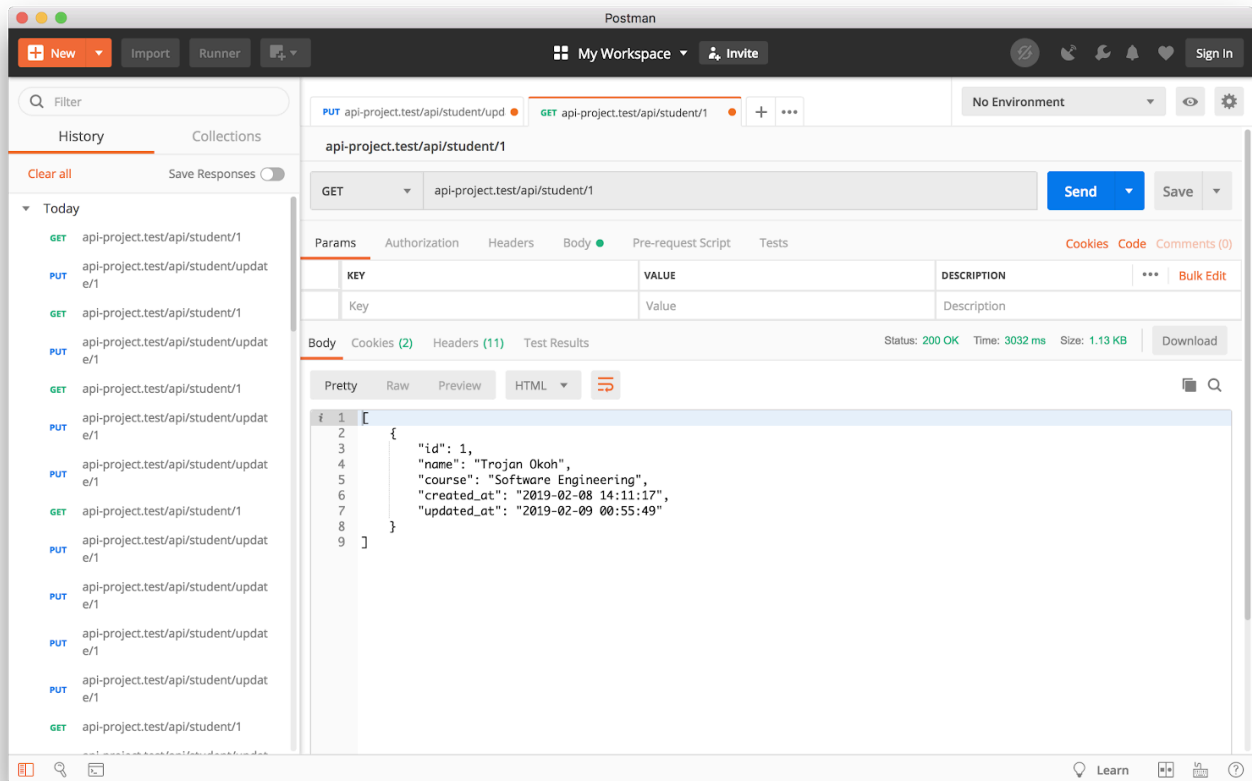 Postman
New
Import
Runner
My Workspace
Invite
Sign In
Filter
History
Collections
Clear all
Save Responses
Today
GET api-project.test/api/student/1
PUT api-project.test/api/student/updat
e/1
GET api-project.test/api/student/1
PUT api-project.test/api/student/updat
e/1
GET api-project.test/api/student/1
PUT api-project.test/api/student/updat
e/1
PUT api-project.test/api/student/updat
e/1
GET api-project.test/api/student/1
PUT api-project.test/api/student/updat
e/1
PUT api-project.test/api/student/updat
e/1
PUT api-project.test/api/student/updat
e/1
PUT api-project.test/api/student/updat
e/1
GET api-project.test/api/student/1
PUT api-project.test/api/student/upd
GET api-project.test/api/student/1
No Environment
api-project.test/api/student/1
GET api-project.test/api/student/1
Send
Save
Params Authorization Headers Body Pre-request Script Tests
Cookies Code Comments (0)
KEY VALUE DESCRIPTION Bulk Edit
Key Value Description
Body Cookies (2) Headers (11) Test Results
Status: 200 OK Time: 3032 ms Size: 1.13 KB
Download
Pretty Raw Preview HTML
i 1 [
2 {
3 "id": 1,
4 "name": "Trojan Okoh",
5 "course": "Software Engineering",
6 "created_at": "2019-02-08 14:11:17",
7 "updated_at": "2019-02-09 00:55:49"
8 }
9 ]
Learn